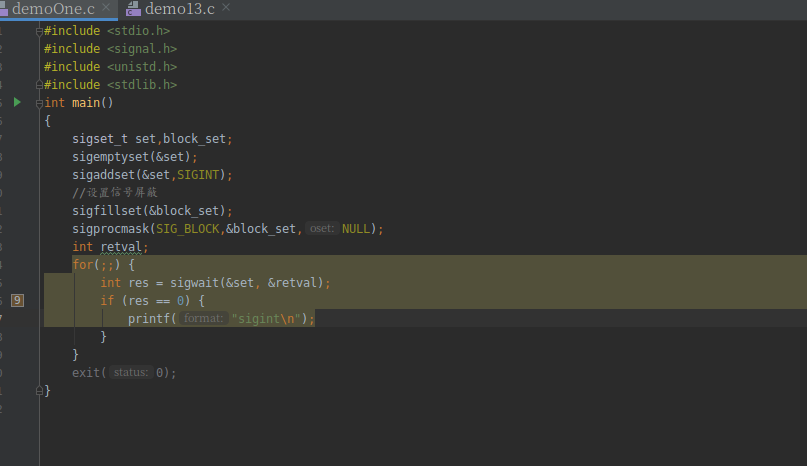 demoOne.c
demo13.c
#include <stdio.h>
#include <signal.h>
#include <unistd.h>
#include <stdlib.h>
int main()
{
sigset_t set,block_set;
sigemptyset(&set);
sigaddset(&set,SIGINT);
//设置信号屏蔽
sigfillset(&block_set);
sigprocmask(SIG_BLOCK,&block_set, oset: NULL);
int retval;
for(;;) {
int res = sigwait(&set, &retval);
9 if (res == 0) {
printf( format: "sigint\n");
}
}
exit( status: 0);
}